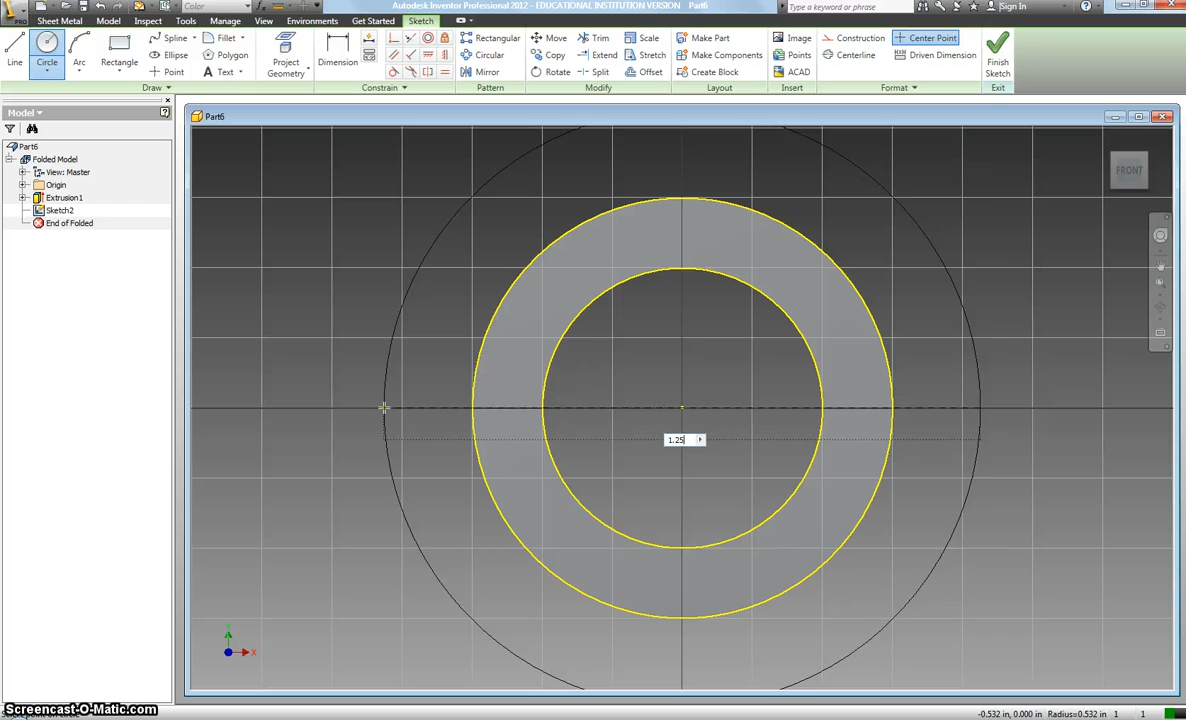 Color
Autodesk Inventor Professional 2012 - EDUCATIONAL INSTITUTION VERSION Part6
Type a keyword or phrase
Sign In
PRO
Sheet Metal Model Inspect Tools Manage View Environments Get Started Sketch
Line Circle Arc Rectangle
Spline Fillet
Ellipse Polygon
Point Text
Project Geometry
Dimension
Rectangular
Circular
Mirror
Move Trim Scale
Copy Extend Stretch
Rotate Split Offset
Make Part
Make Components
Create Block
Image
Points
ACAD
Construction Center Point
Centerline Driven Dimension
Finish Sketch
Draw Constrain Pattern Modify Layout Insert Format Exit
Model
Part6
Folded Model
View: Master
Origin
Extrusion1
Sketch2
End of Folded
Part6
FRONT
1.25
Y
X
Screencast-O-Matic.com
-0.532 in, 0.000 in Radius=0.532 in 1 1